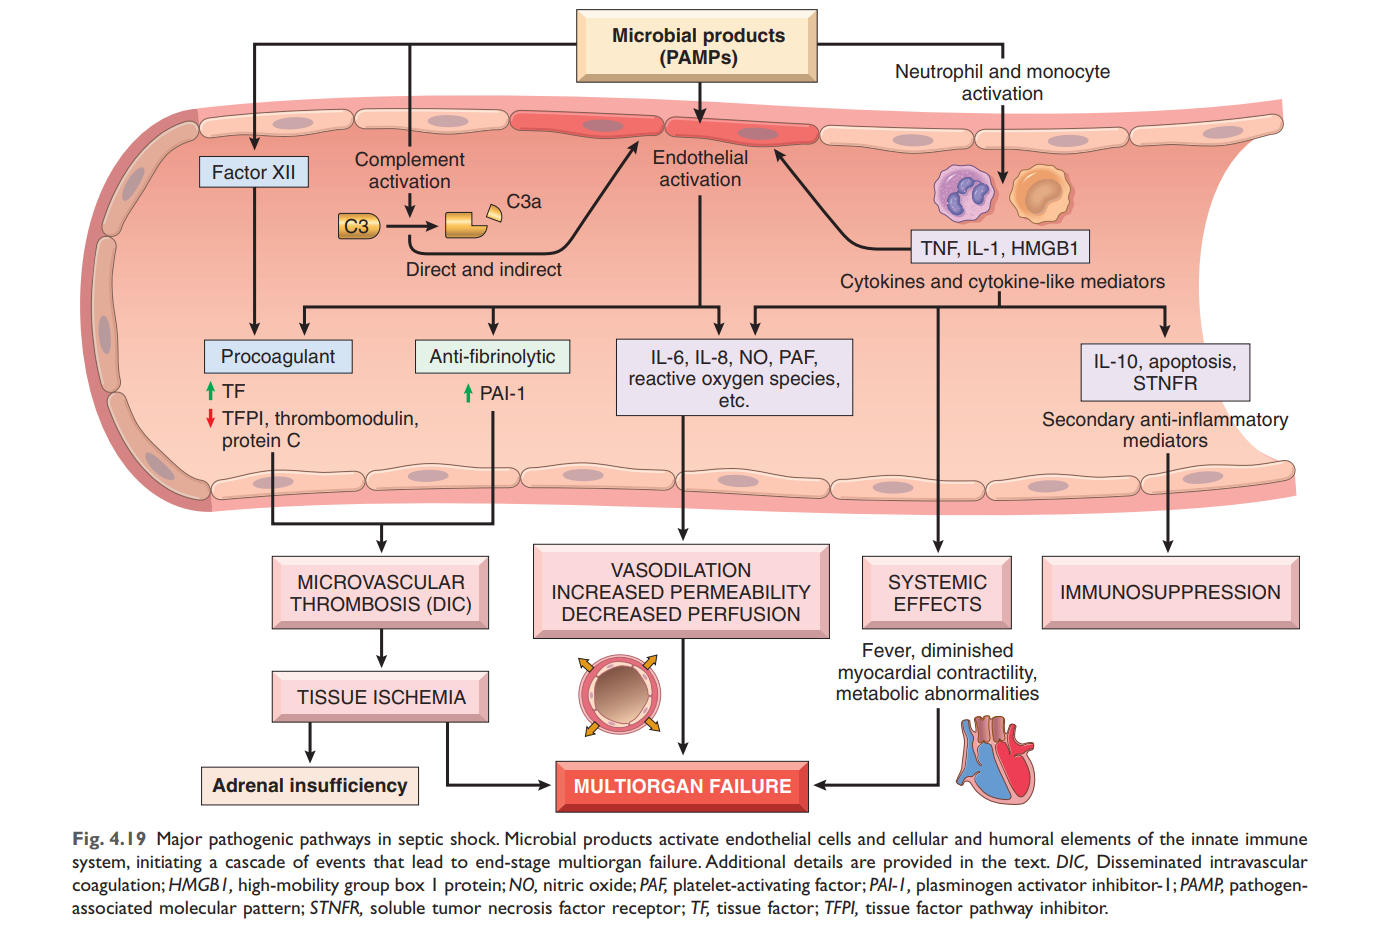 Microbial products
(PAMPs)
Neutrophil and monocyte
activation
Factor XII
Complement
activation
C3
C3a
Direct and indirect
Endothelial
activation
TNF, IL-1, HMGB1
Cytokines and cytokine-like mediators
Procoagulant
TF
TFPI, thrombomodulin,
protein C
Anti-fibrinolytic
PAI-1
IL-6, IL-8, NO, PAF,
reactive oxygen species,
etc.
IL-10, apoptosis,
STNFR
Secondary anti-inflammatory
mediators
MICROVASCULAR
THROMBOSIS (DIC)
VASODILATION
INCREASED PERMEABILITY
DECREASED PERFUSION
SYSTEMIC
EFFECTS
IMMUNOSUPPRESSION
Fever, diminished
myocardial contractility,
metabolic abnormalities
TISSUE ISCHEMIA
Adrenal insufficiency
MULTIORGAN FAILURE
Fig. 4.19 Major pathogenic pathways in septic shock. Microbial products activate endothelial cells and cellular and humoral elements of the innate immune
system, initiating a cascade of events that lead to end-stage multiorgan failure. Additional details are provided in the text. DIC, Disseminated intravascular
coagulation; HMGB1, high-mobility group box 1 protein; NO, nitric oxide; PAF, platelet-activating factor; PAI-1, plasminogen activator inhibitor-1; PAMP, pathogen-
associated molecular pattern; STNFR, soluble tumor necrosis factor receptor; TF, tissue factor; TFPI, tissue factor pathway inhibitor.